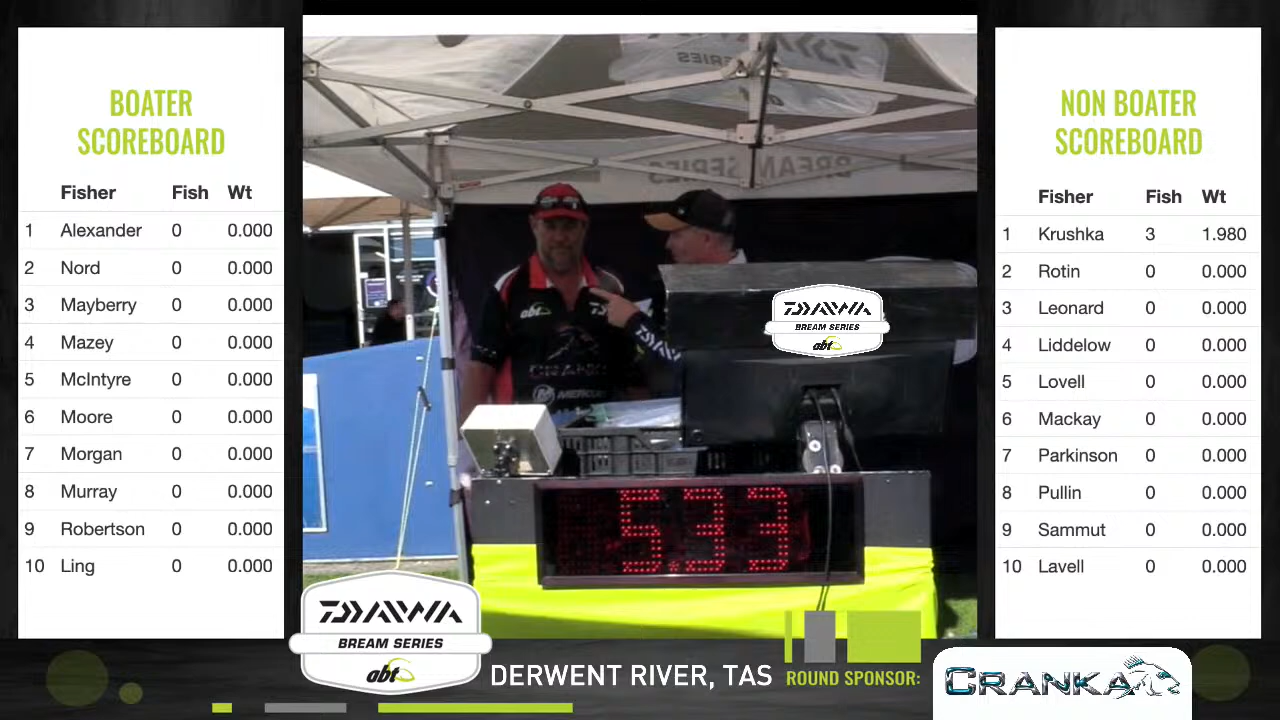 BOATER
SCOREBOARD
Fisher Fish Wt
1 Alexander 0 0.000
2 Nord 0 0.000
3 Mayberry 0 0.000
4 Mazey 0 0.000
5 McIntyre 0 0.000
6 Moore 0 0.000
7 Morgan 0 0.000
8 Murray 0 0.000
9 Robertson 0 0.000
10 Ling 0 0.000
BREAM SERIES
abt
DAIWA
MERCURY
DAIWA
BREAM SERIES
abt
5.33
NON BOATER
SCOREBOARD
Fisher Fish Wt
1 Krushka 3 1.980
2 Rotin 0 0.000
3 Leonard 0 0.000
4 Liddelow 0 0.000
5 Lovell 0 0.000
6 Mackay 0 0.000
7 Parkinson 0 0.000
8 Pullin 0 0.000
9 Sammut 0 0.000
10 Lavell 0 0.000
DAIWA
BREAM SERIES
abt
DERWENT RIVER, TAS
ROUND SPONSOR:
CRANKA